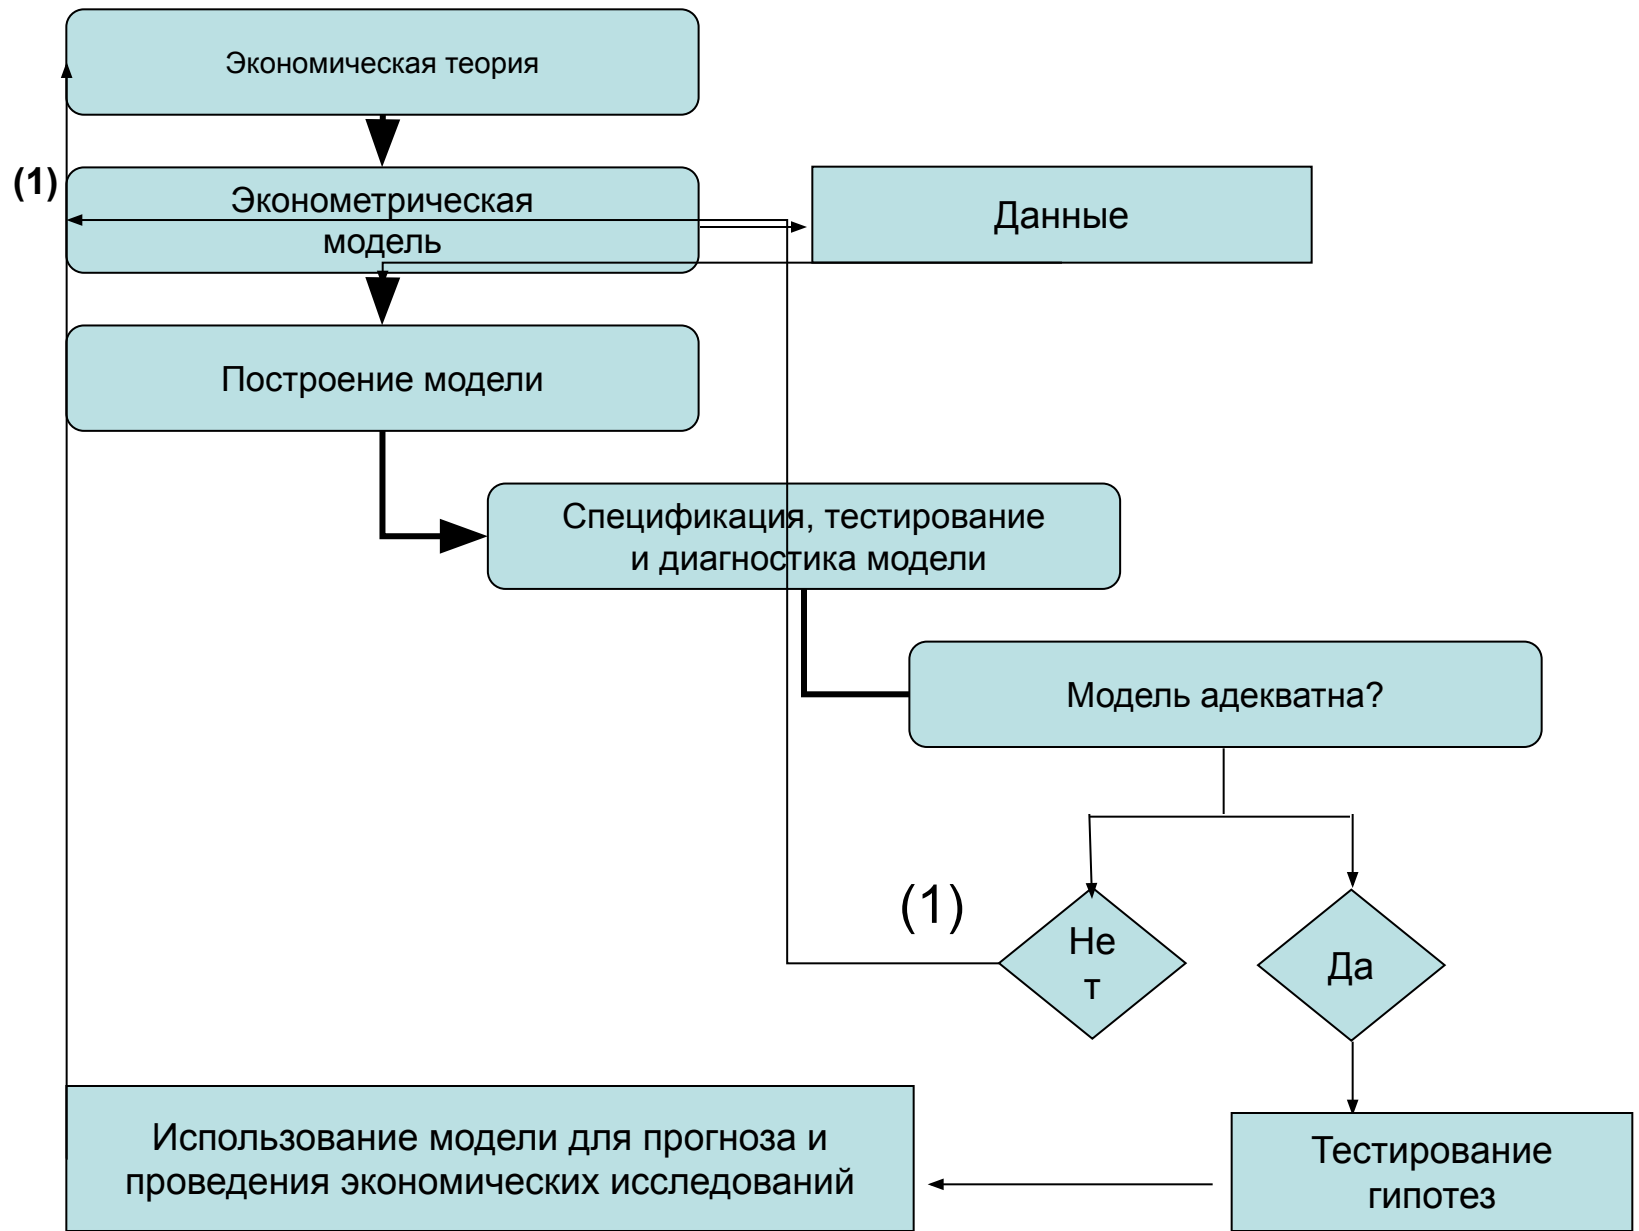 Экономическая теория
(1)
Эконометрическая
модель
Данные
Построение модели
Спецификация, тестирование
и диагностика модели
Модель адекватна?
(1)
Не
т
Да
Использование модели для прогноза и
проведения экономических исследований
Тестирование
гипотез